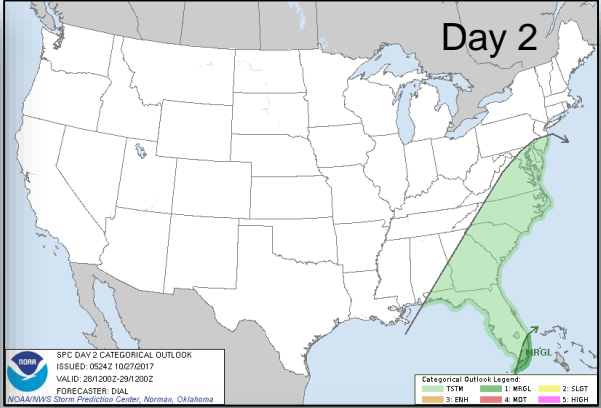 Day 2
MRGL
NOAA
SPC DAY 2 CATEGORICAL OUTLOOK
ISSUED: 0524Z 10/27/2017
VALID: 28/1200Z-29/1200Z
FORECASTER: DIAL
NOAA/NWS Storm Prediction Center, Norman, Oklahoma
Categorical Outlook Legend:
TSTM 1: MRGL 2: SLGT
3: ENH 4: MDT 5: HIGH